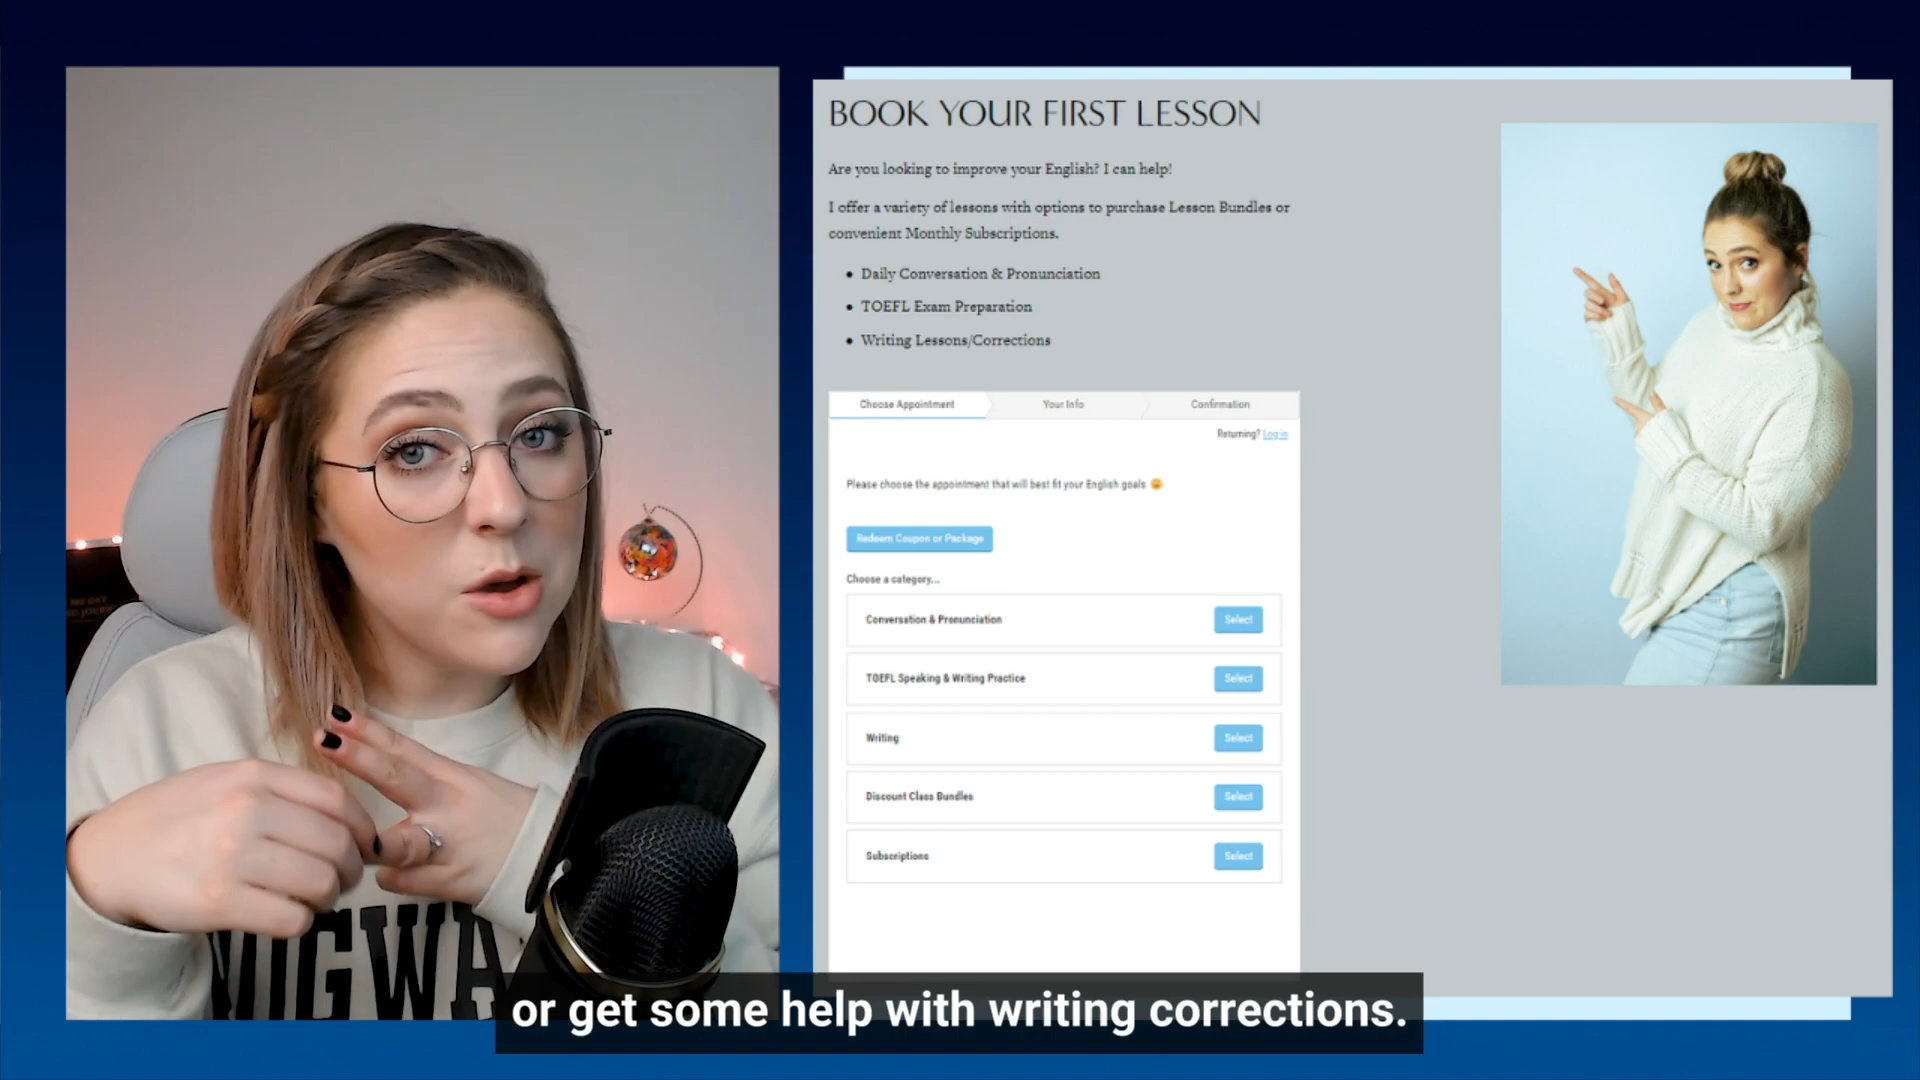 BOOK YOUR FIRST LESSON
Are you looking to improve your English? I can help!
I offer a variety of lessons with options to purchase Lesson Bundles or
convenient Monthly Subscriptions.
• Daily Conversation & Pronunciation
• TOEFL Exam Preparation
• Writing Lessons/Corrections
Choose Appointment
Your Info
Confirmation
Returning? Log in
Please choose the appointment that will best fit your English goals 😀
Redeem Coupon or Package
Choose a category...
Conversation & Pronunciation
Select
TOEFL Speaking & Writing Practice
Select
Writing
Select
Discount Class Bundles
Select
Subscriptions
Select
or get some help with writing corrections.